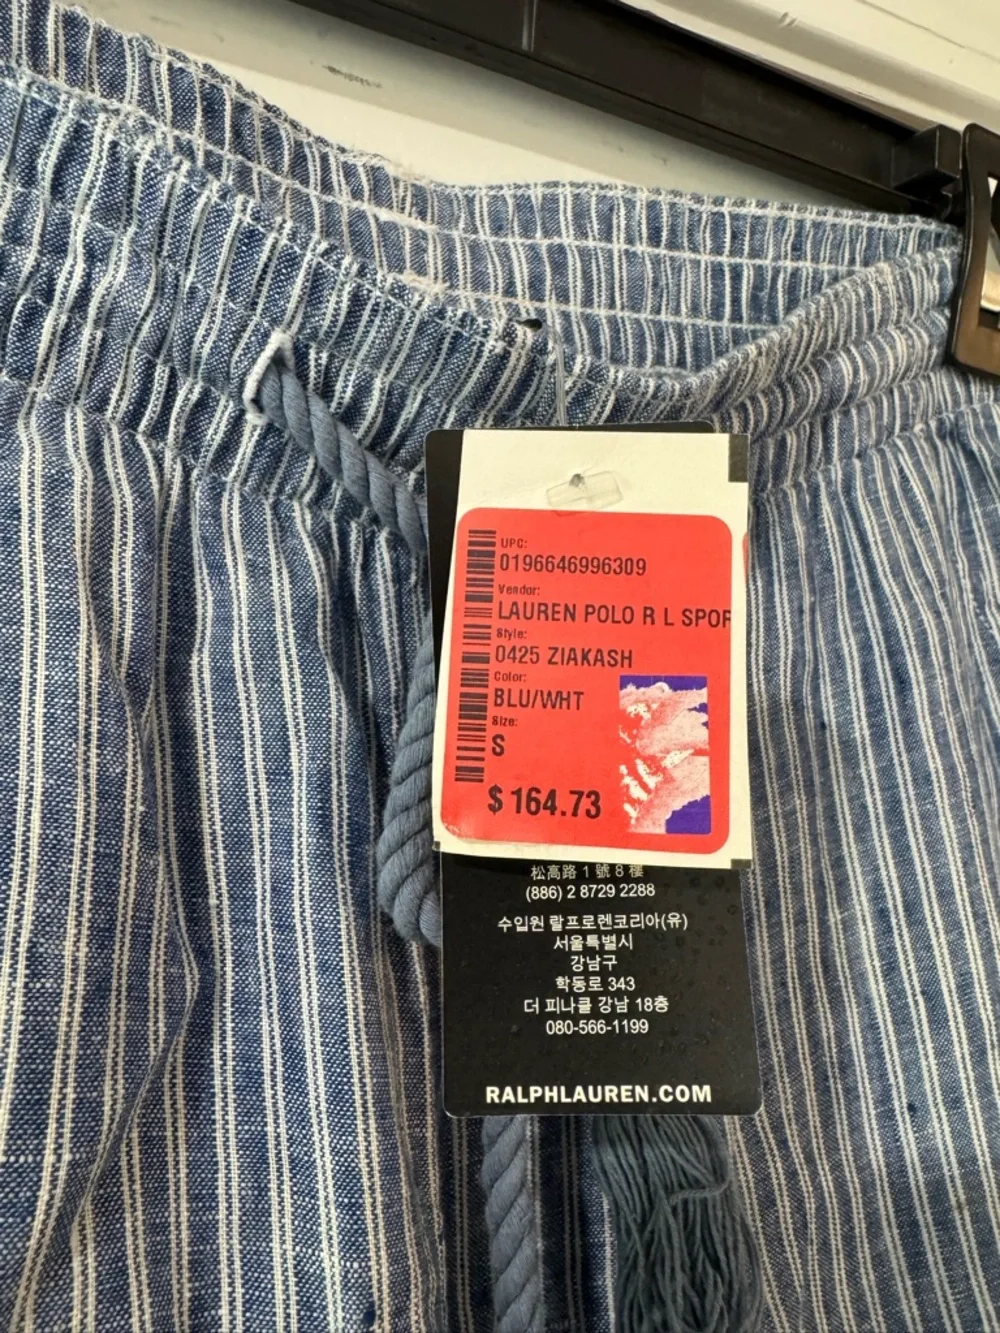 UPC:
0196646996309
Vendor:
LAUREN POLO R L SPOR
Style:
0425 ZIAKASH
Color:
BLU/WHT
Size:
S
$164.73
松高路 1 號 8 樓
(886) 2 8729 2288
수입원 랄프로렌코리아(유)
서울특별시
강남구
학동로 343
더 피나클 강남 18층
080-566-1199
RALPHLAUREN.COM